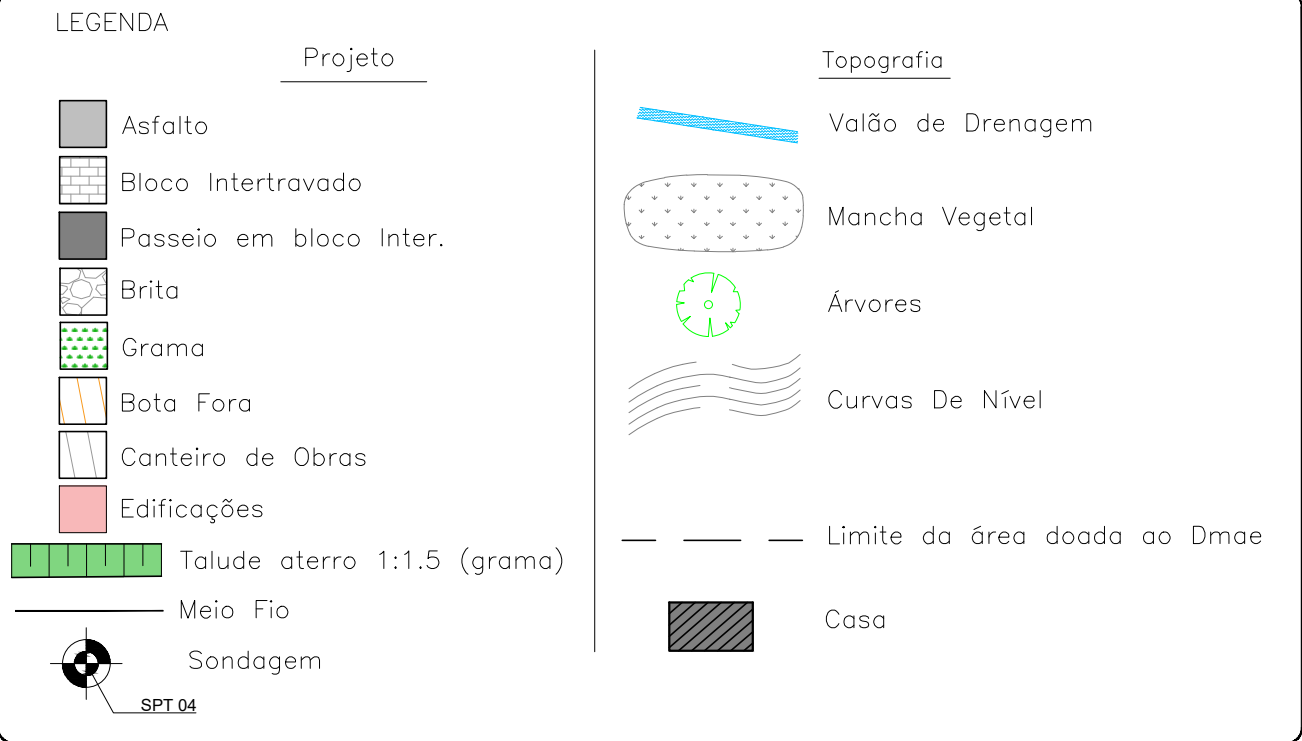 LEGENDA
Projeto
Asfalto
Bloco Intertravado
Passeio em bloco Inter.
Brita
Grama
Bota Fora
Canteiro de Obras
Edificações
Talude aterro 1:1.5 (grama)
Meio Fio
Sondagem
SPT 04
Topografia
Valão de Drenagem
Mancha Vegetal
Árvores
Curvas De Nível
Limite da área doada ao Dmae
Casa